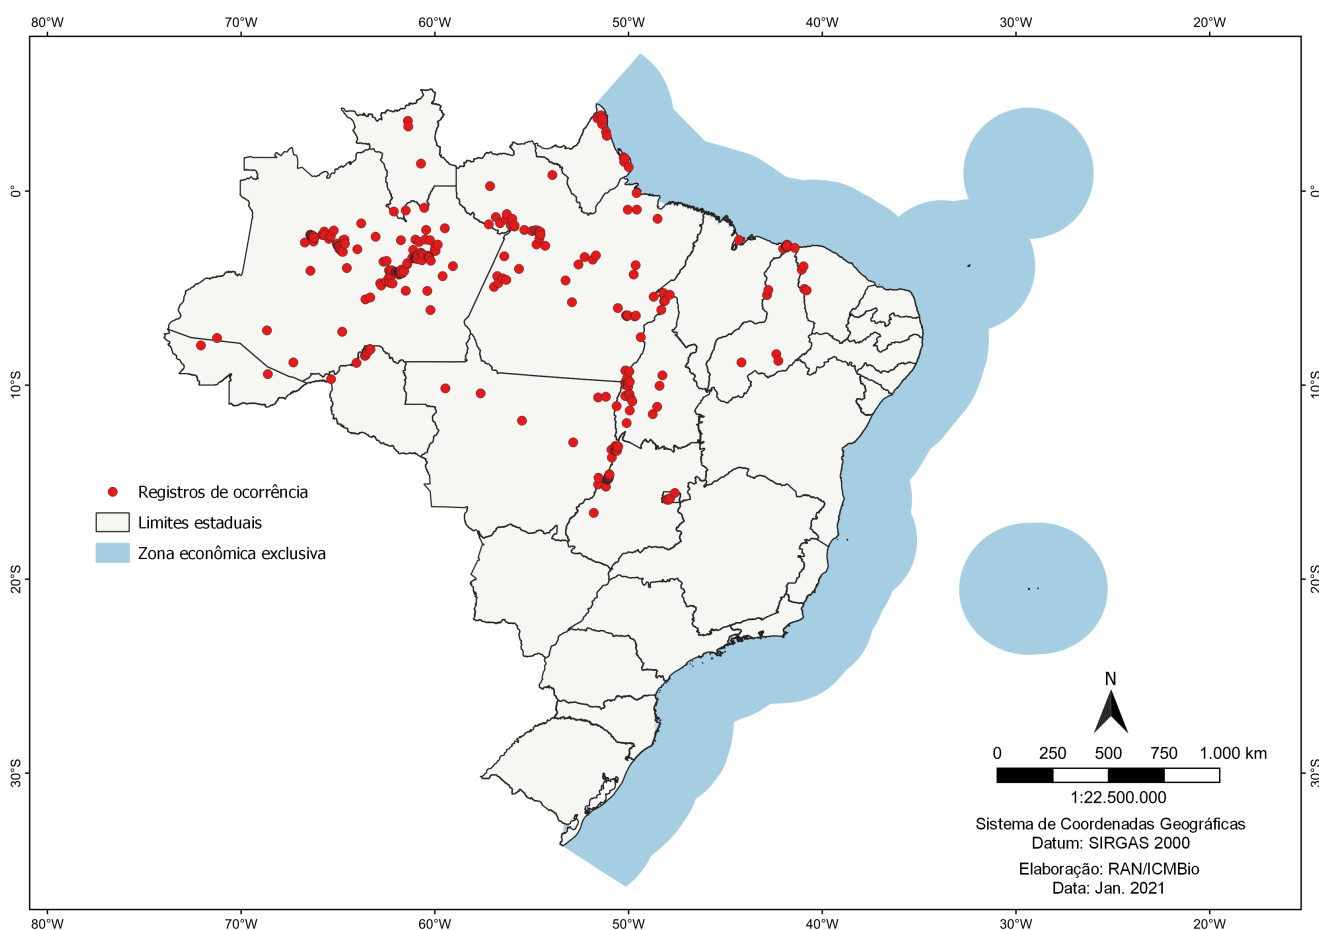 80°W 70°W 60°W 50°W 40°W 30°W 20°W
0° 0°
10°S 10°S
Registros de ocorrência
Limites estaduais
Zona econômica exclusiva
20°S 20°S
N
0 250 500 750 1.000 km
30°S 30°S
1:22.500.000
Sistema de Coordenadas Geográficas
Datum: SIRGAS 2000
Elaboração: RAN/ICMBio
Data: Jan. 2021
80°W 70°W 60°W 50°W 40°W 30°W 20°W